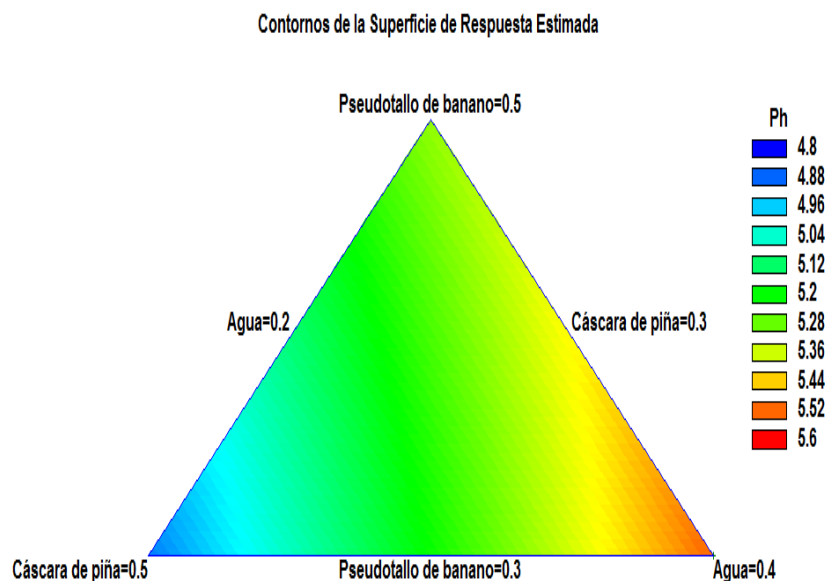 Contornos de la Superficie de Respuesta Estimada
Pseudotallo de banano=0.5
Ph
4.8
4.88
4.96
5.04
5.12
5.2
5.28
5.36
5.44
5.52
5.6
Agua=0.2
Cáscara de piña=0.3
Cáscara de piña=0.5
Pseudotallo de banano=0.3
Agua=0.4